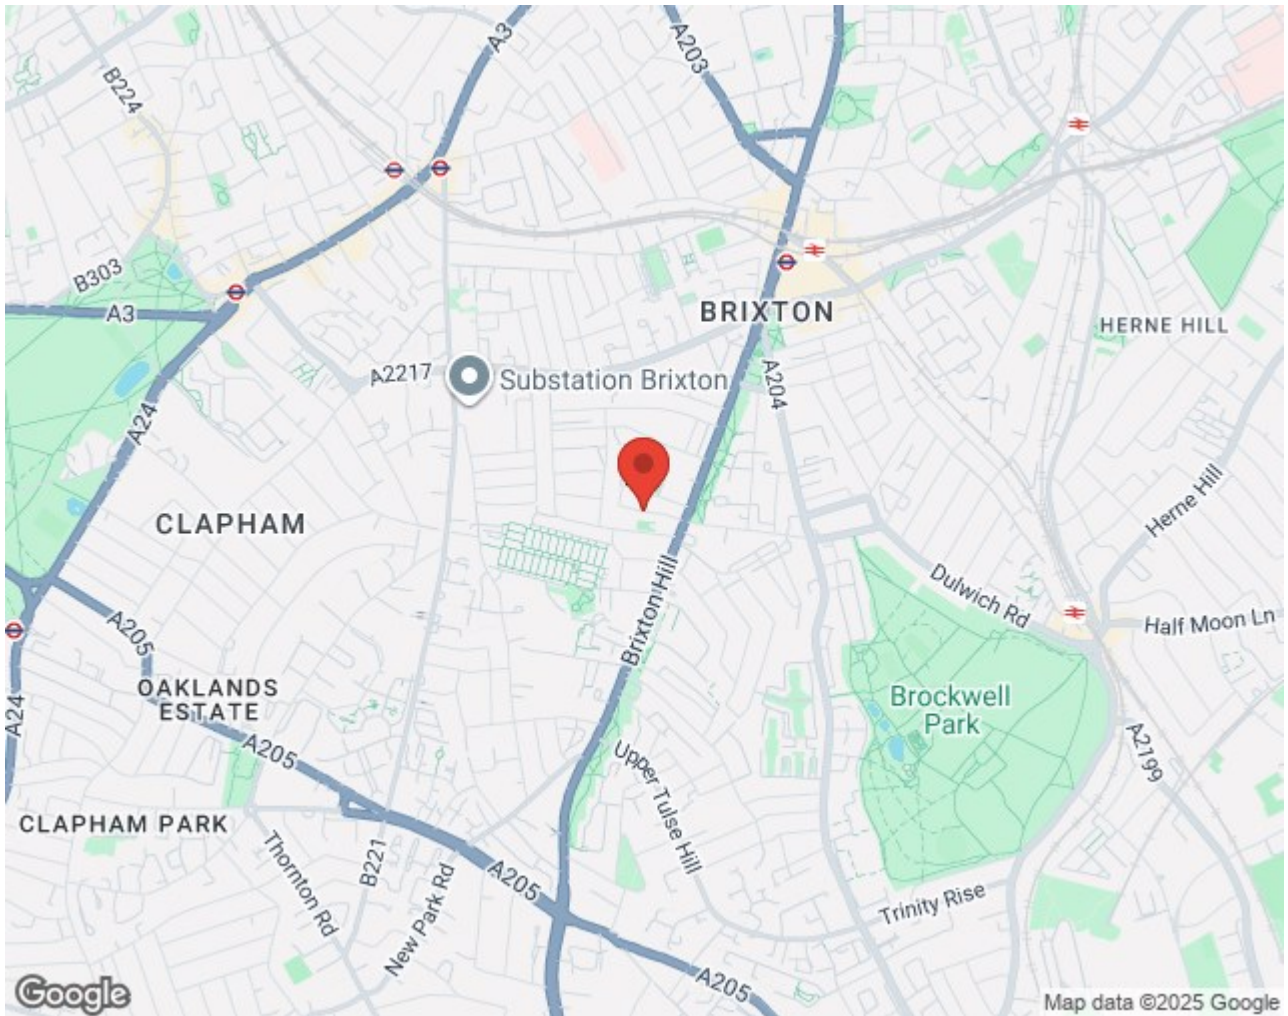 A3
A203
B224
B303
A3
BRIXTON
HERNE HILL
A2217
Substation Brixton
A204
A24
CLAPHAM
Herne Hill
Brixton Hill
Dulwich Rd
Half Moon Ln
A205
OAKLANDS
ESTATE
Brockwell
Park
A24
A205
Upper Tulse Hill
A2199
CLAPHAM PARK
Thornton Rd
B221
New Park Rd
A205
Trinity Rise
A205
Google
Map data ©2025 Google